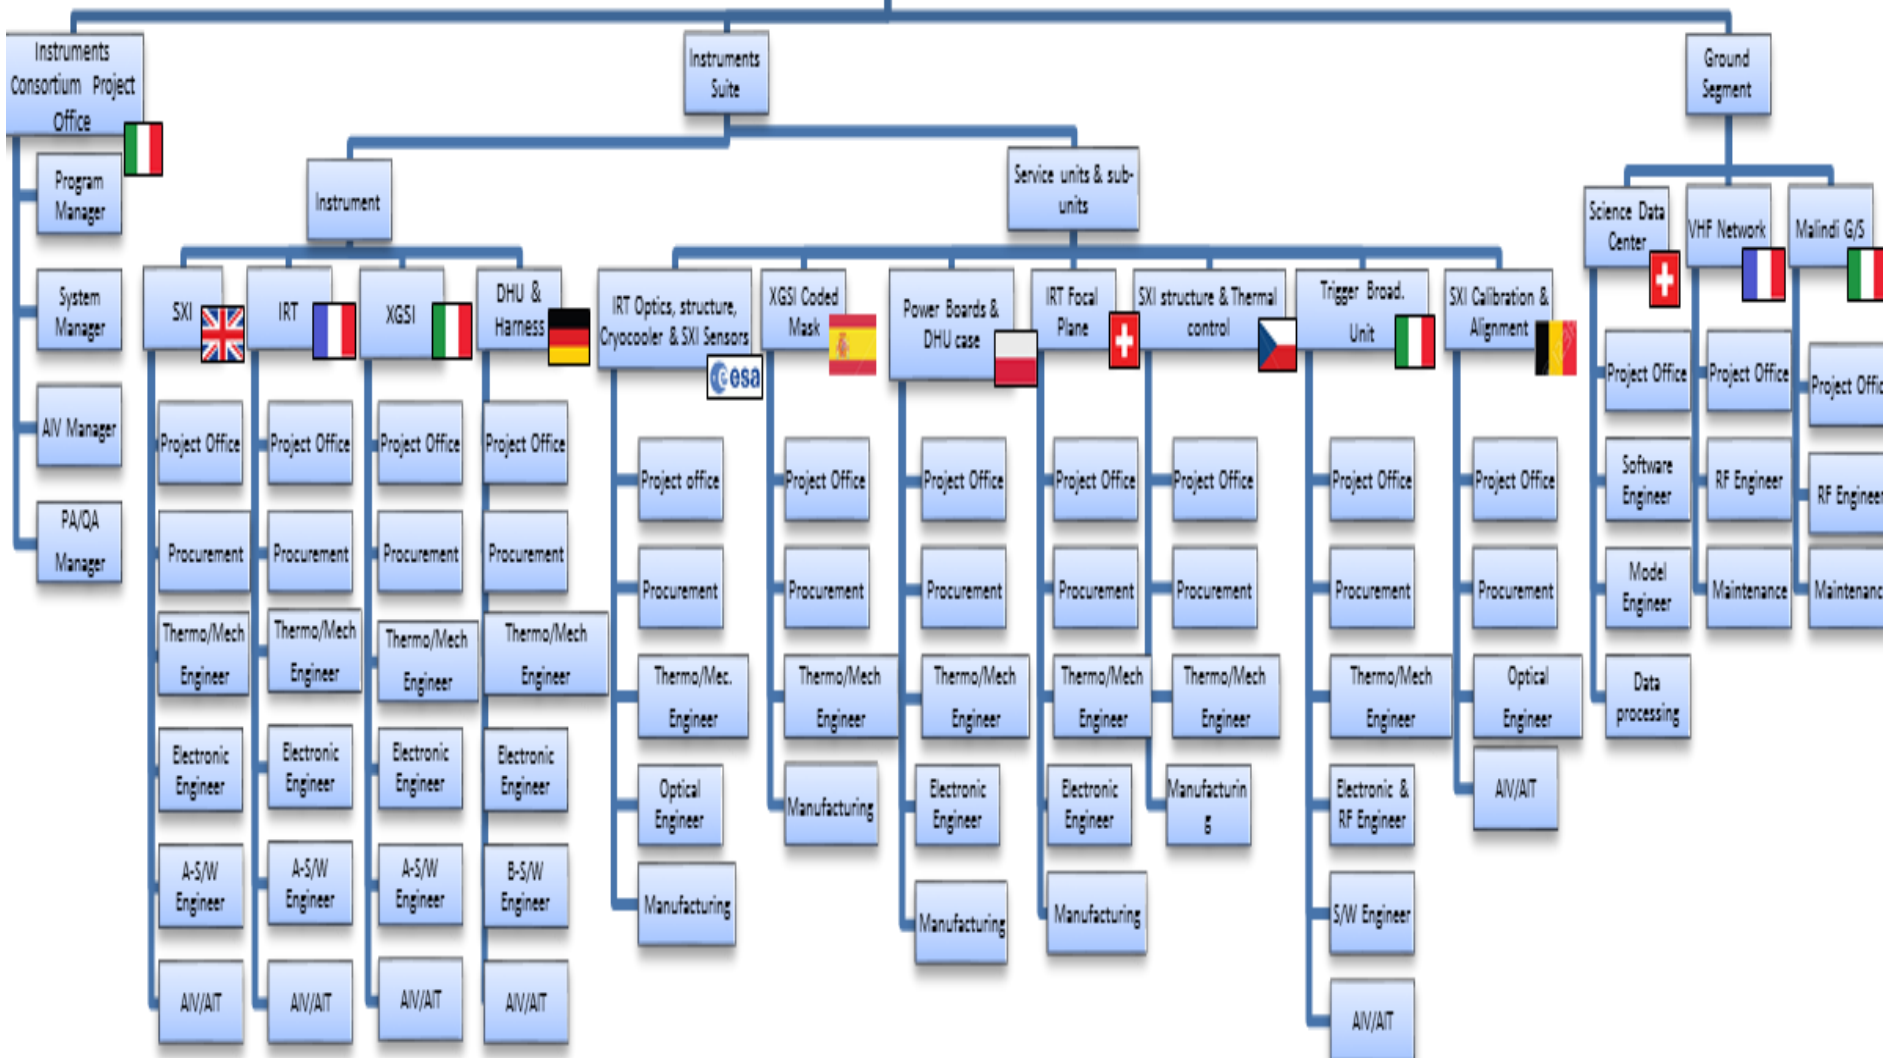 Instruments
Consortium Project
Office
Program
Manager
System
Manager
AIV Manager
PA/QA
Manager
Instruments
Suite
Instrument
SXI
Project Office
Procurement
Thermo/Mech
Engineer
Electronic
Engineer
A-S/W
Engineer
AIV/AIT
IRT
Project Office
Procurement
Thermo/Mech
Engineer
Electronic
Engineer
A-S/W
Engineer
AIV/AIT
XGSI
Project Office
Procurement
Thermo/Mech
Engineer
Electronic
Engineer
A-S/W
Engineer
AIV/AIT
DHU &
Harness
Project Office
Procurement
Thermo/Mech
Engineer
Electronic
Engineer
B-S/W
Engineer
AIV/AIT
Service units & sub-
units
IRT Optics, structure,
Cryocooler & SXI Sensors
esa
Project office
Procurement
Thermo/Mec.
Engineer
Optical
Engineer
Manufacturing
XGSI Coded
Mask
Project Office
Procurement
Thermo/Mech
Engineer
Manufacturing
Power Boards &
DHU case
Project Office
Procurement
Thermo/Mech
Engineer
Electronic
Engineer
Manufacturing
IRT Focal
Plane
Project Office
Procurement
Thermo/Mech
Engineer
Electronic
Engineer
Manufacturing
SXI structure & Thermal
control
Project Office
Procurement
Thermo/Mech
Engineer
Manufacturin
g
Trigger Broad.
Unit
Project Office
Procurement
Thermo/Mech
Engineer
Electronic &
RF Engineer
S/W Engineer
AIV/AIT
SXI Calibration &
Alignment
Project Office
Procurement
Optical
Engineer
AIV/AIT
Ground
Segment
Science Data
Center
Project Office
Software
Engineer
Model
Engineer
Data
processing
VHF Network
Project Office
RF Engineer
Maintenance
Malindi G/S
Project Offic
RF Engineer
Maintenanc